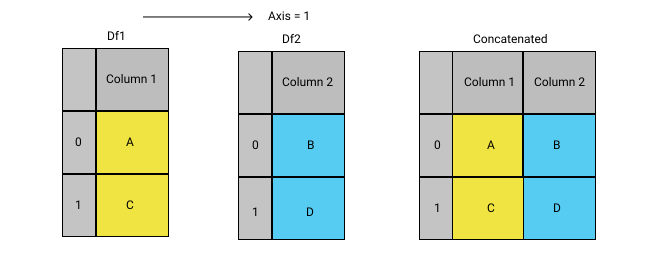 Axis = 1
Df1
Df2
Concatenated
Column 1
Column 2
Column 1 Column 2
0 A
0 B
0 A B
1 C
1 D
1 C D